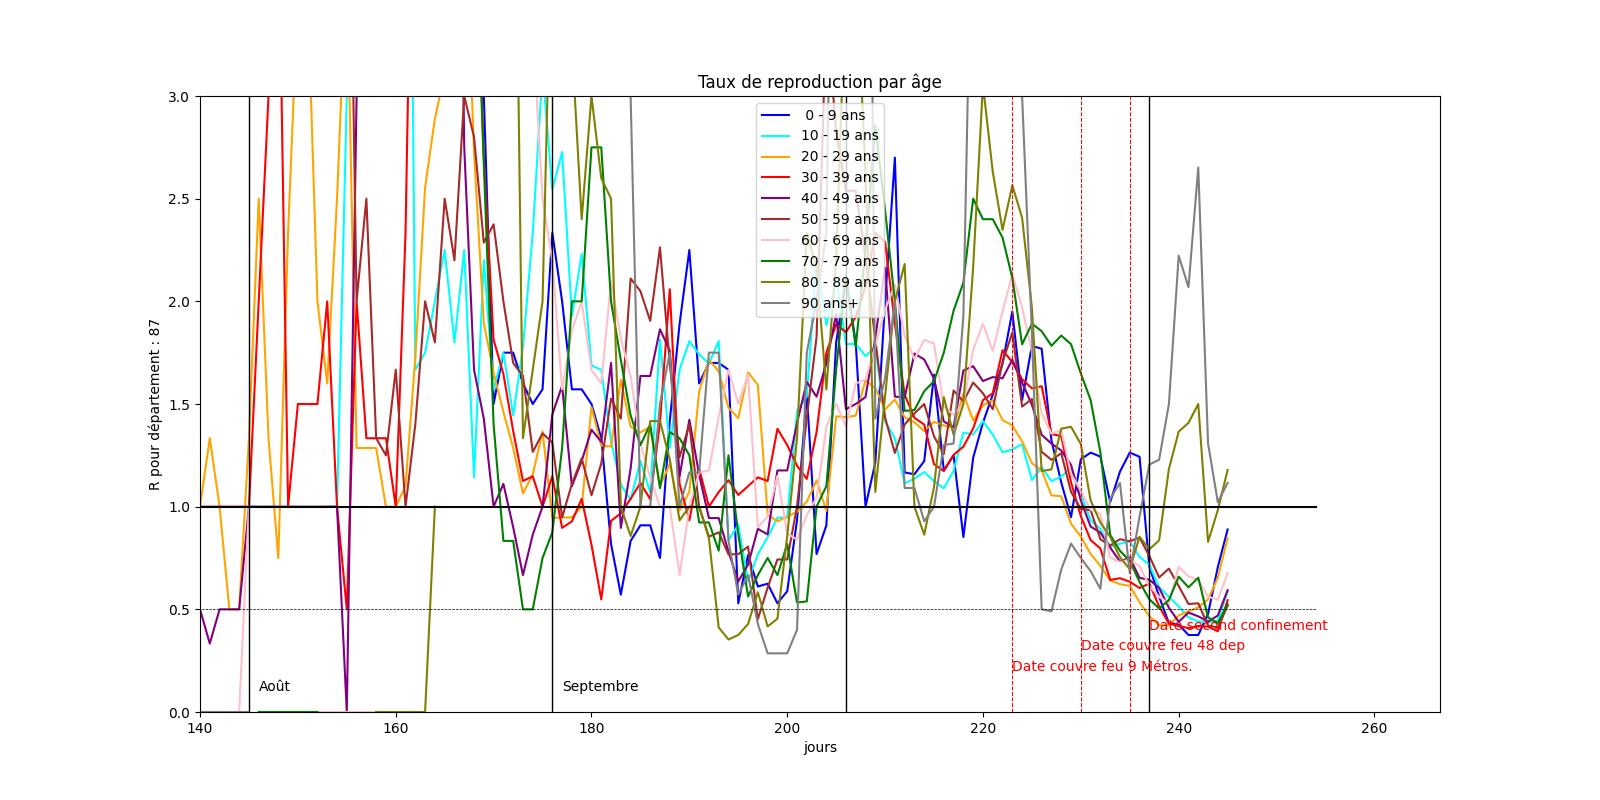 Taux de reproduction par âge
R pour département : 87
3.0
2.5
2.0
1.5
1.0
0.5
0.0
0 - 9 ans
10 - 19 ans
20 - 29 ans
30 - 39 ans
40 - 49 ans
50 - 59 ans
60 - 69 ans
70 - 79 ans
80 - 89 ans
90 ans+
Date second confinement
Date couvre feu 48 dep
Date couvre feu 9 Métros.
Août
Septembre
140 160 180 200 220 240 260
jours